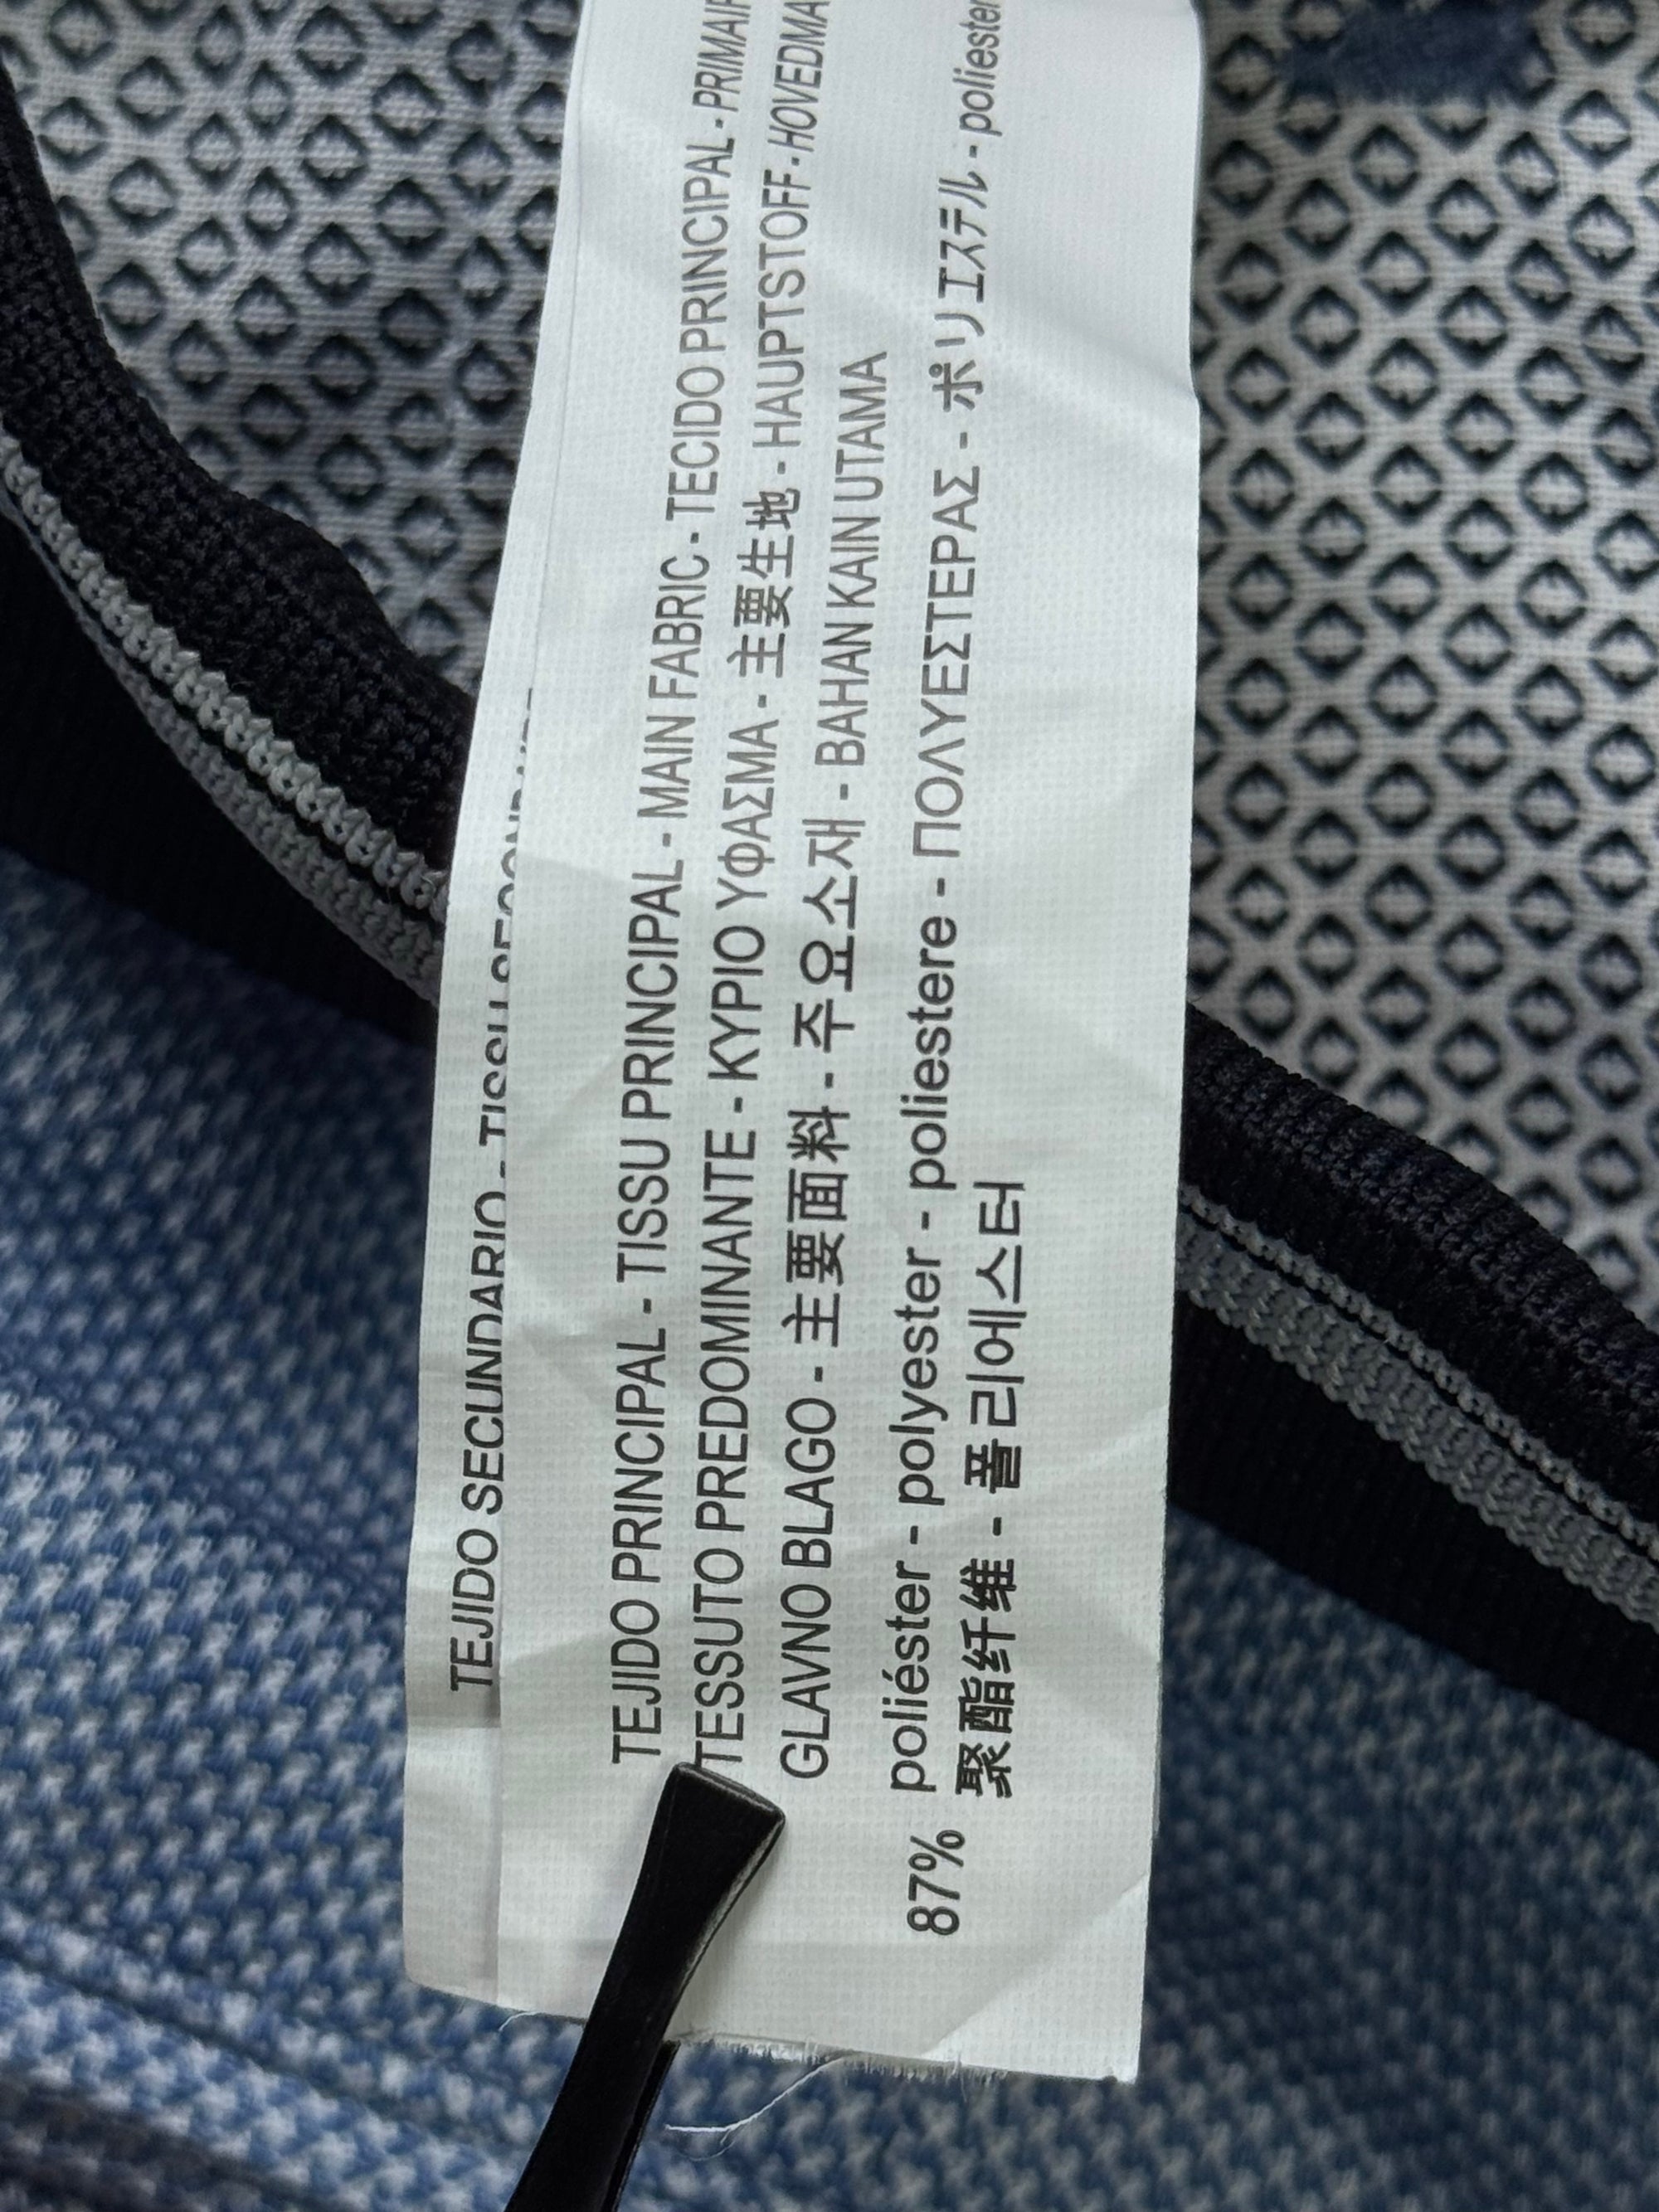 TEJIDO SECUNDARIO - TISSU
TEJIDO PRINCIPAL - TISSU PRINCIPAL - MAIN FABRIC - TECIDO PRINCIPAL - PRIMAIR
TESSUTO PREDOMINANTE - ΚΥΡΙΟ ΥΦΑΣΜΑ - 主要生地 - HAUPTSTOFF - HOVEDMA
GLAVNO BLAGO - 主要面料 - 주요소재 - BAHAN KAIN UTAMA
87% poliéster - polyester - poliestere - ΠΟΛΥΕΣΤΕΡΑΣ - ポリエステル - poliester
聚酯纤维 - 폴리에스터